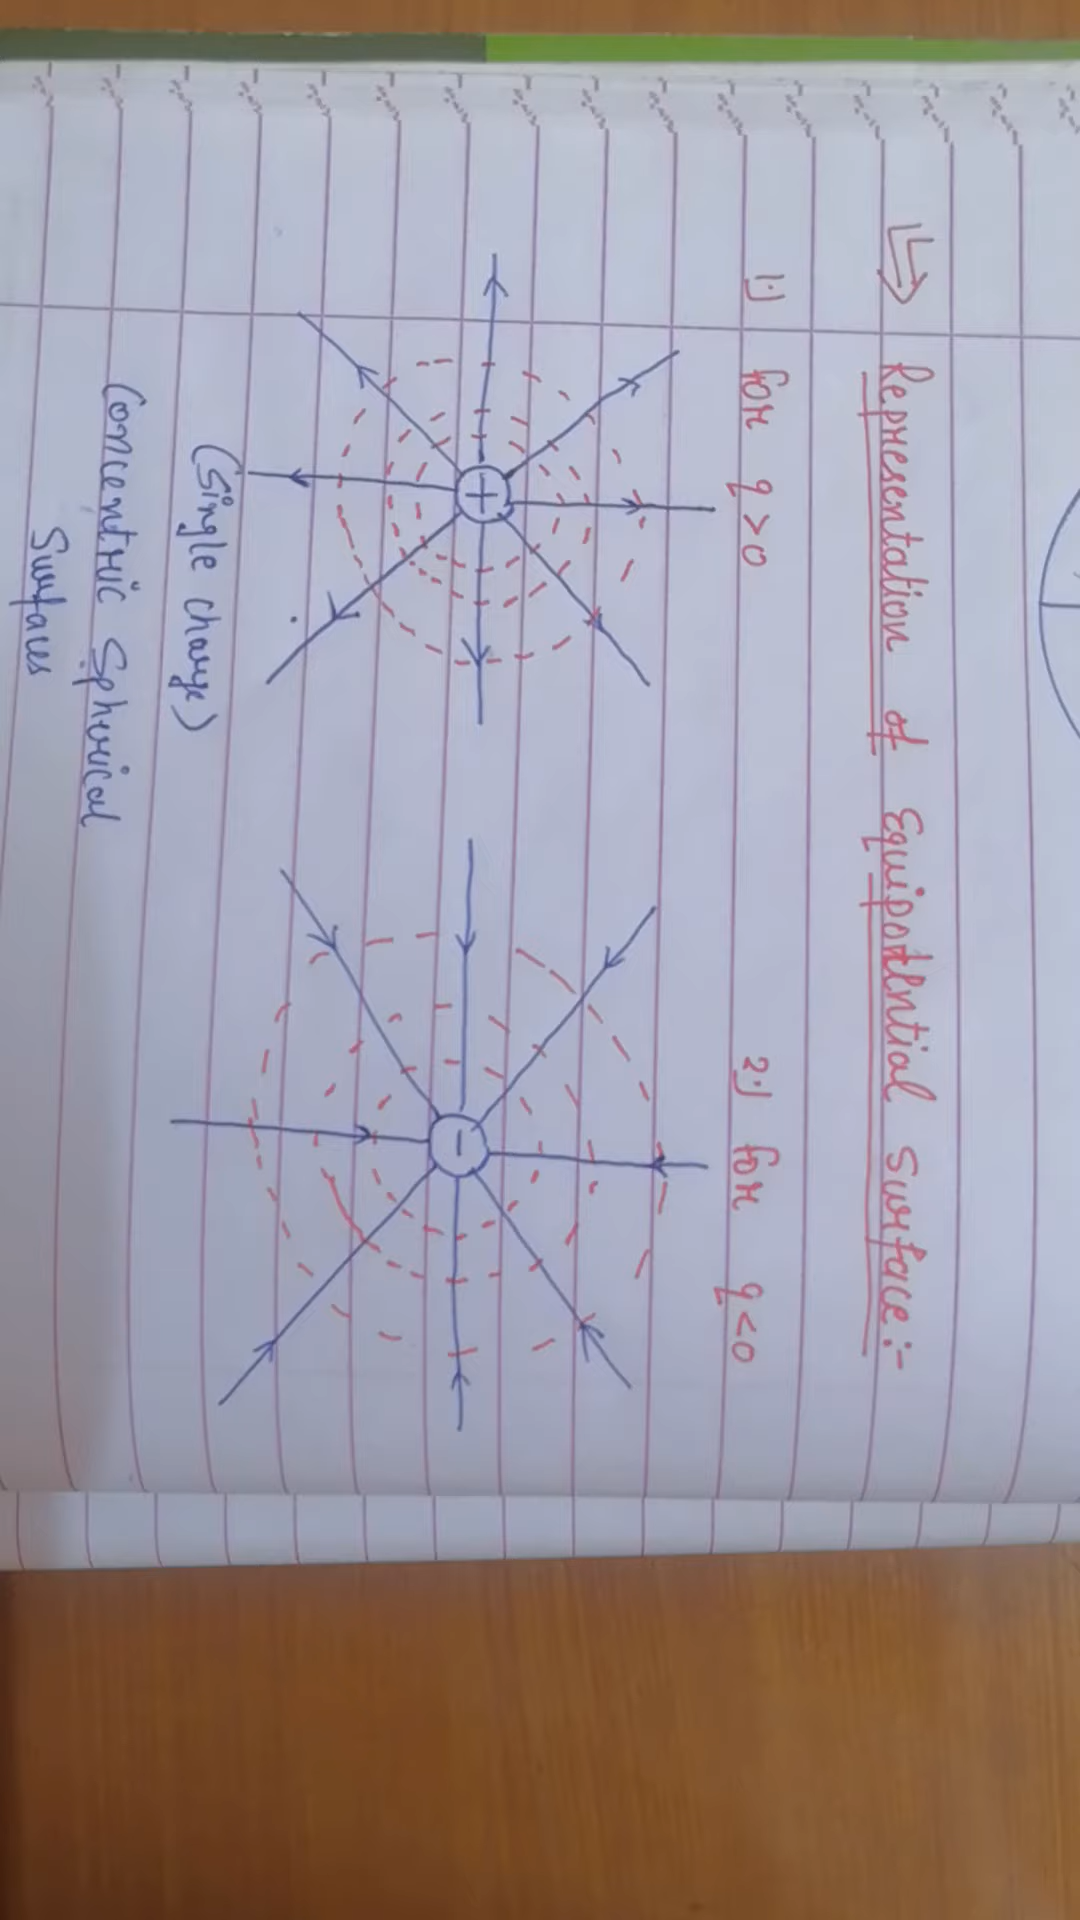 Representation of Equipotential Surface:-
1.) for q>0 2.) for q<0
+ -
(Single charge)
Concentric Spherical
Surfaces